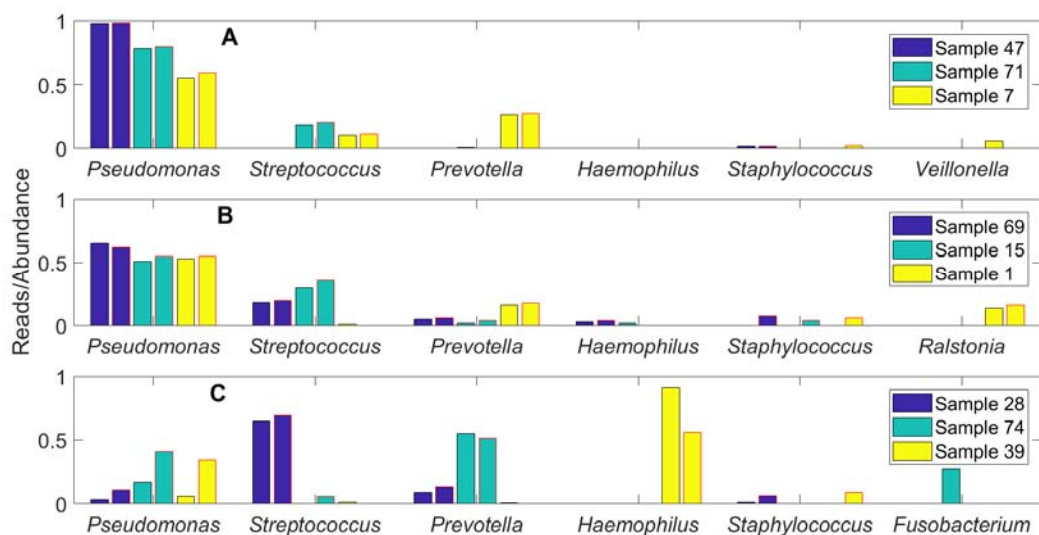 Reads/Abundance
1
0.5
0
A
Sample 47
Sample 71
Sample 7
Pseudomonas Streptococcus Prevotella Haemophilus Staphylococcus Veillonella
1
0.5
0
B
Sample 69
Sample 15
Sample 1
Pseudomonas Streptococcus Prevotella Haemophilus Staphylococcus Ralstonia
1
0.5
0
C
Sample 28
Sample 74
Sample 39
Pseudomonas Streptococcus Prevotella Haemophilus Staphylococcus Fusobacterium